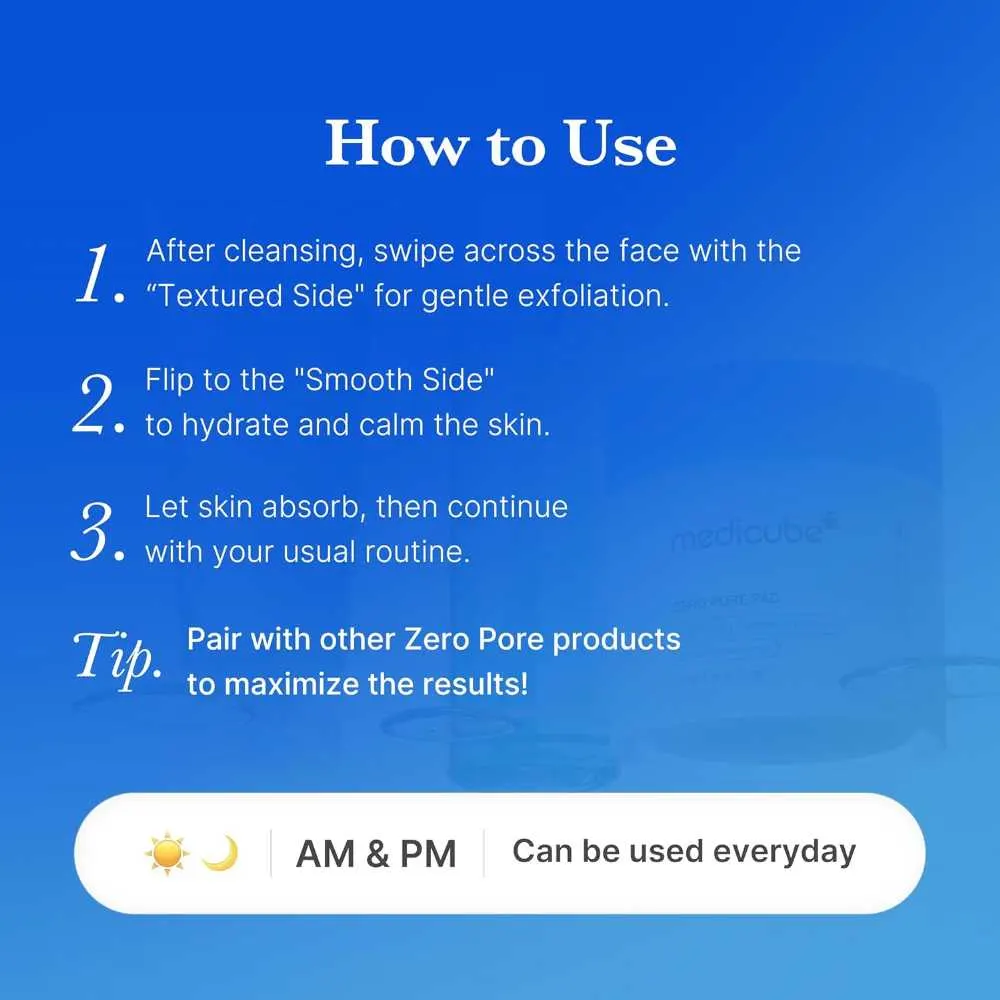 How to Use
1. After cleansing, swipe across the face with the
“Textured Side" for gentle exfoliation.
2. Flip to the "Smooth Side"
to hydrate and calm the skin.
3. Let skin absorb, then continue
with your usual routine.
medicube
ZERO PORE PAD
Tip. Pair with other Zero Pore products
to maximize the results!
AM & PM
Can be used everyday